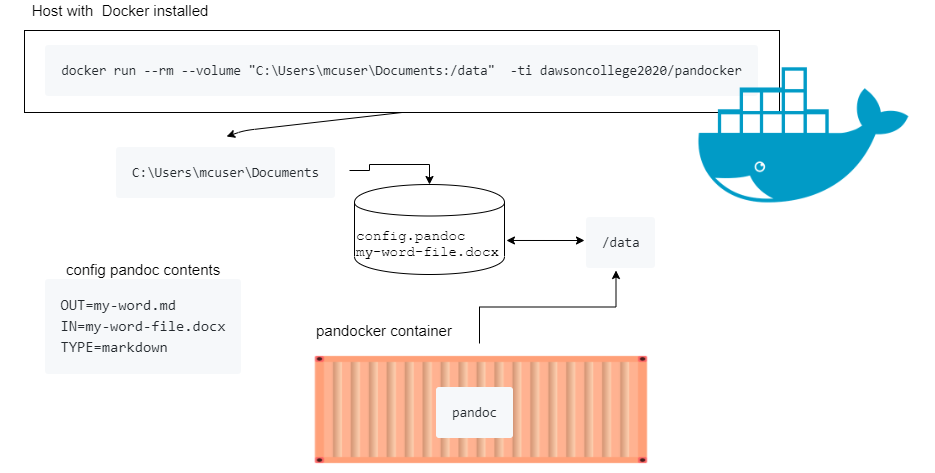 Host with  Docker installed
docker run --rm --volume "C:\Users\mcuser\Documents:/data"  -ti dawsoncollege2020/pandocker
C:\Users\mcuser\Documents
config.pandoc
my-word-file.docx
/data
config pandoc contents
OUT=my-word.md
IN=my-word-file.docx
TYPE=markdown
pandocker container
pandoc